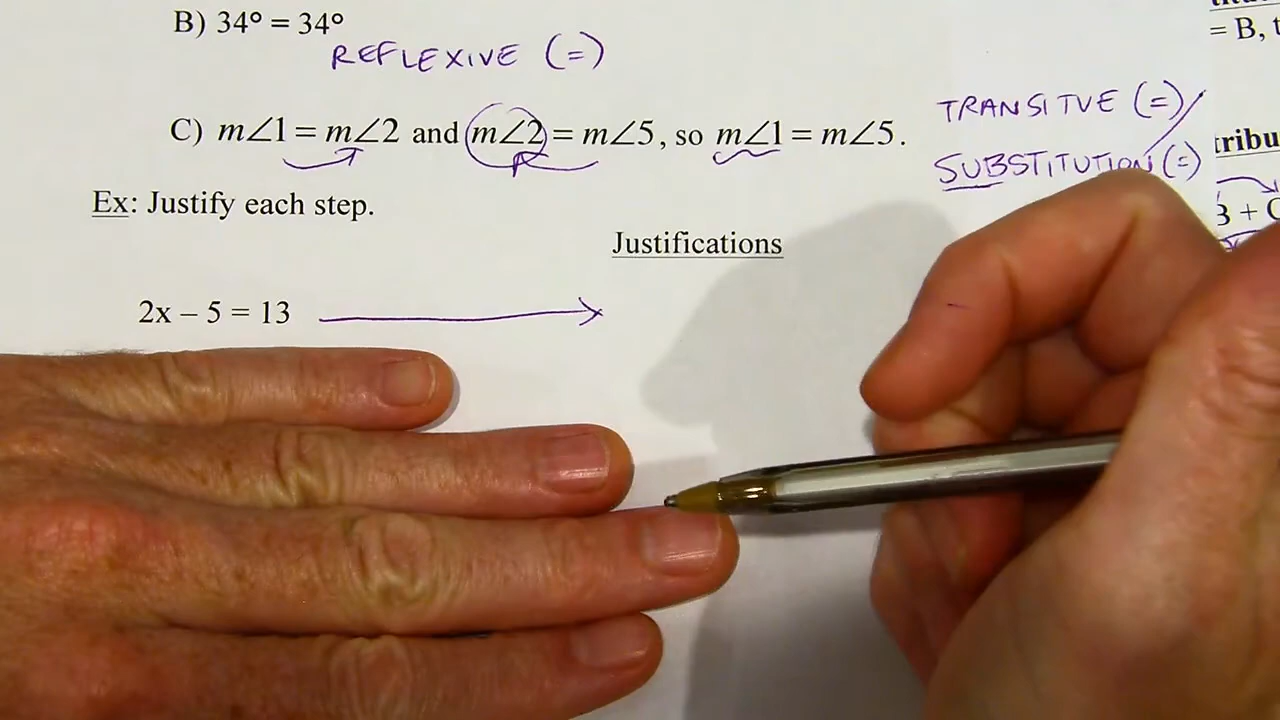 B) 34° = 34°
= B, t
REFLEXIVE (=)
TRANSITVE (=)/
C) m∠1 = m∠2 and m∠2 = m∠5, so m∠1 = m∠5.
SUBSTITUTION (=)
Ex: Justify each step.
3 + C
Justifications
2x – 5 = 13